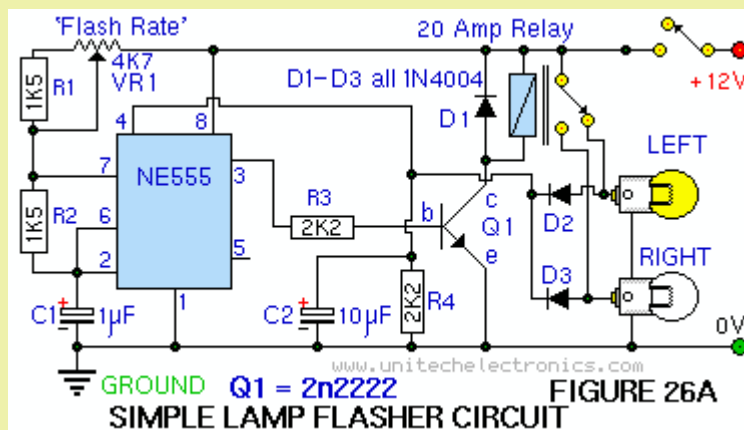 'Flash Rate'
20 Amp Relay
4K7
VR1
R1
1K5
D1-D3 all 1N4004
+12V
4
8
D1
LEFT
7
NE555
3
R3
2K2
b
c
Q1
e
D2
R2
1K5
6
2
5
1
D3
RIGHT
C1
+
1µF
C2
+
10µF
2K2
R4
0V
www.unitechelectronics.com
GROUND
Q1 = 2n2222
FIGURE 26A
SIMPLE LAMP FLASHER CIRCUIT